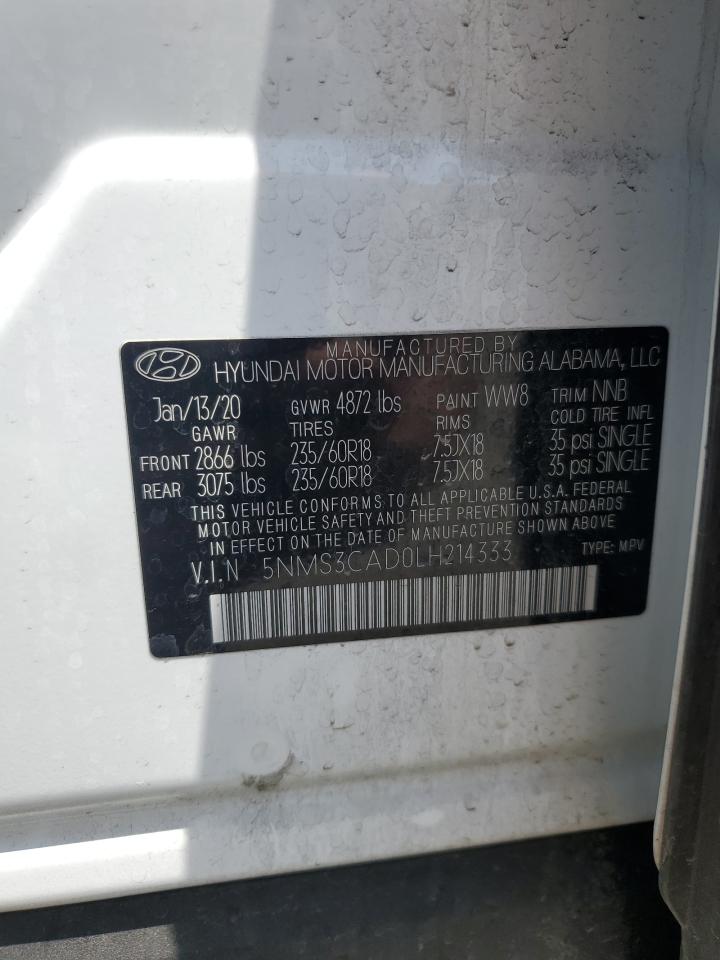 MANUFACTURED BY
HYUNDAI MOTOR MANUFACTURING ALABAMA, LLC
Jan/13/20 GVWR 4872 lbs PAINT WW8 TRIM NNB
GAWR TIRES RIMS COLD TIRE INFL
FRONT 2866 lbs 235/60R18 7.5JX18 35 psi SINGLE
REAR 3075 lbs 235/60R18 7.5JX18 35 psi SINGLE
THIS VEHICLE CONFORMS TO ALL APPLICABLE U.S.A. FEDERAL
MOTOR VEHICLE SAFETY AND THEFT PREVENTION STANDARDS
IN EFFECT ON THE DATE OF MANUFACTURE SHOWN ABOVE
V.I.N 5NMS3CAD0LH214333 TYPE: MPV